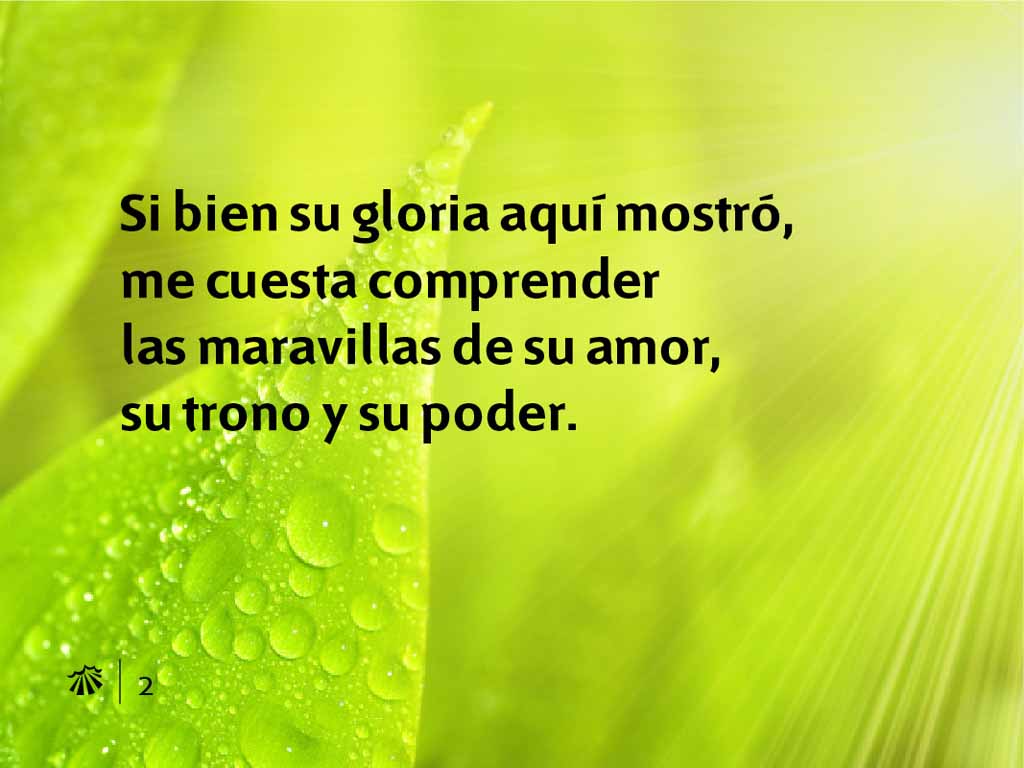 Si bien su gloria aquí mostró,
me cuesta comprender
las maravillas de su amor,
su trono y su poder.
2